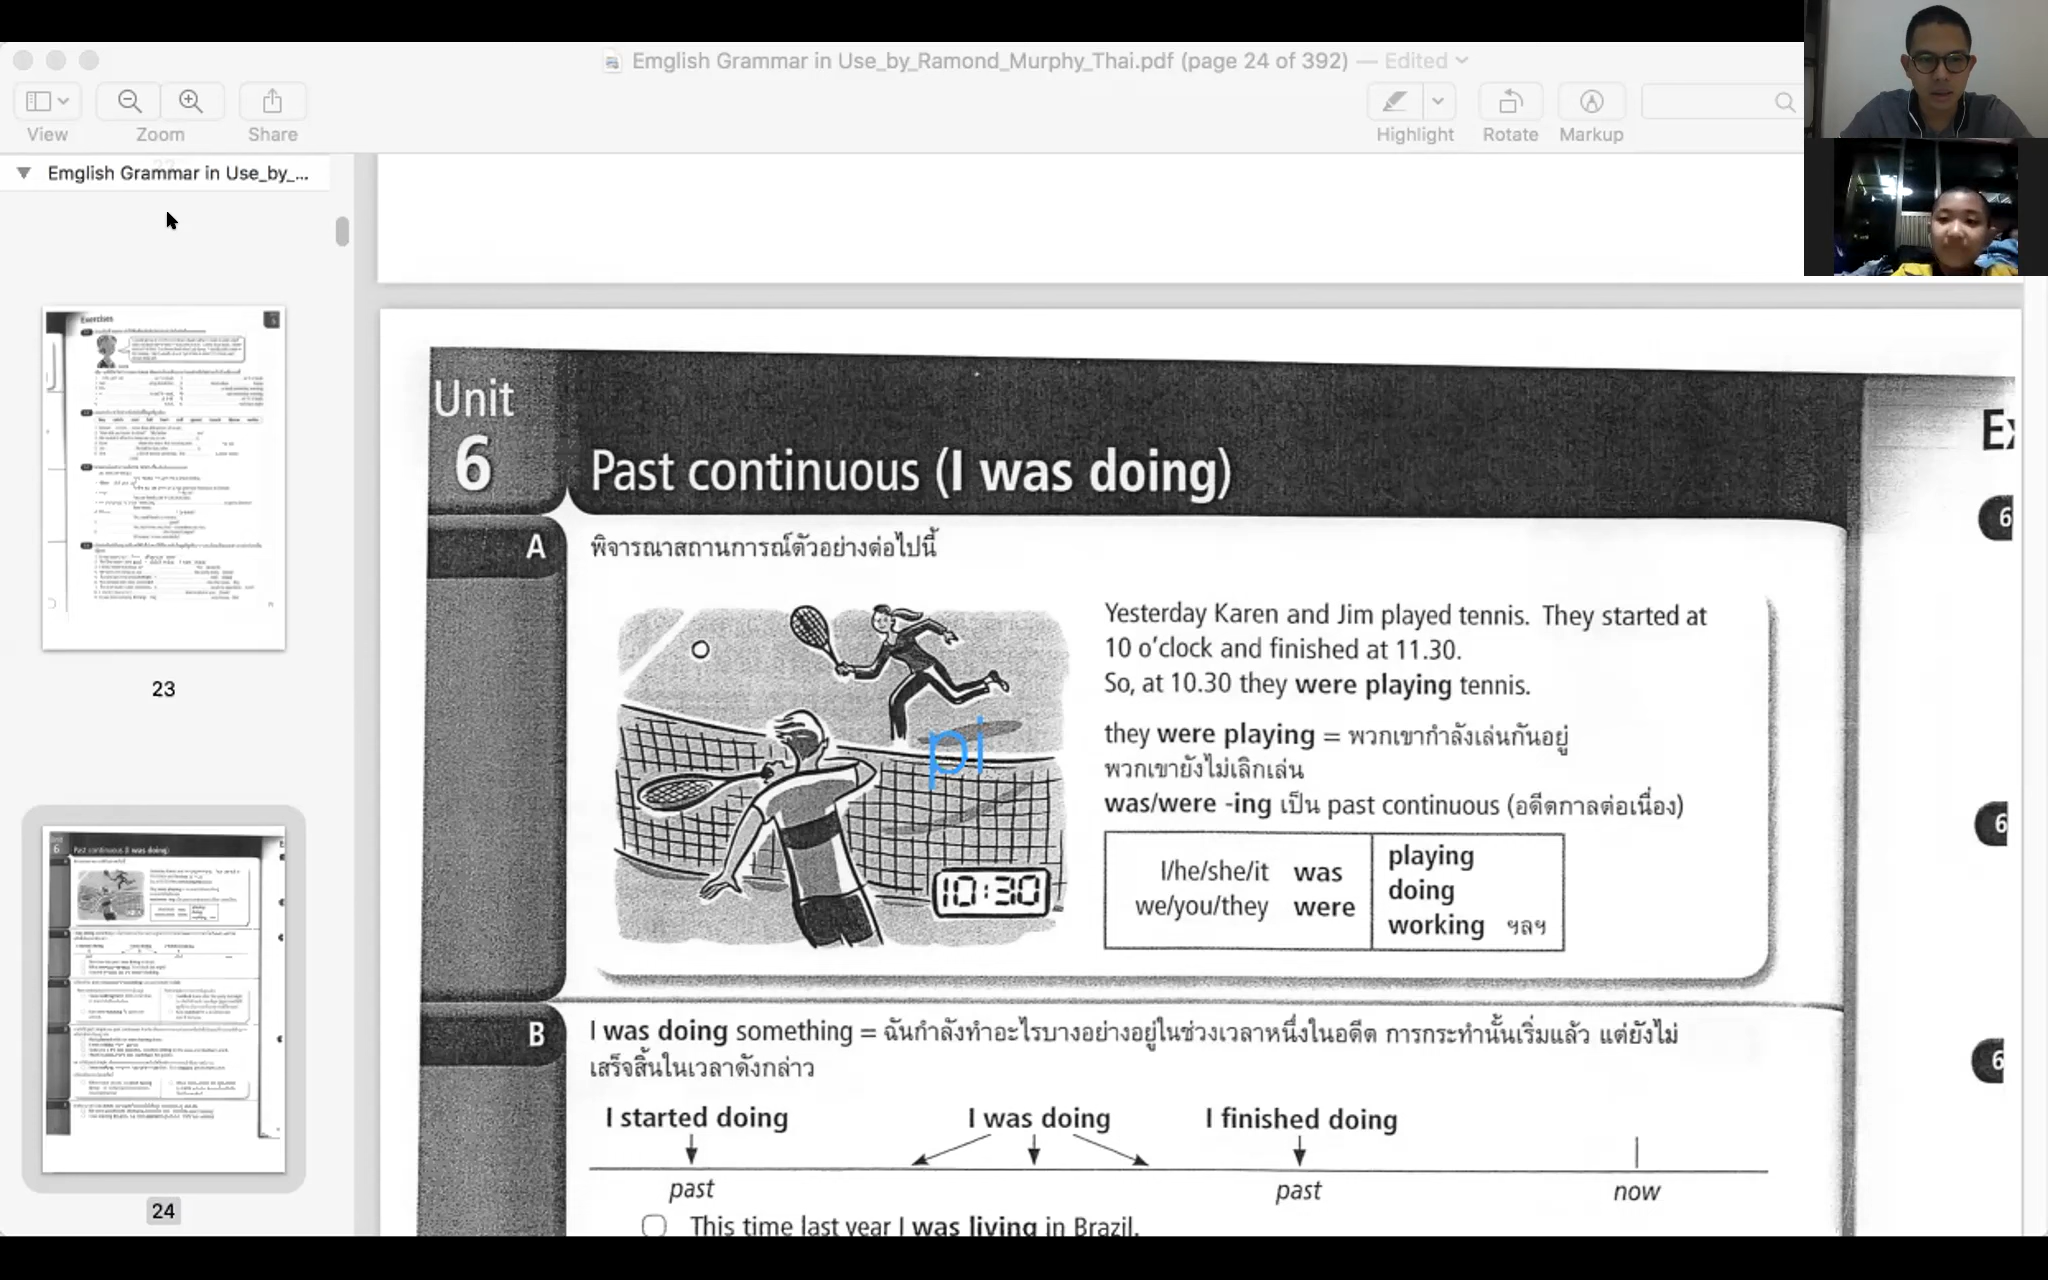 Emglish Grammar in Use_by_Ramond_Murphy_Thai.pdf (page 24 of 392) — Edited
View
Zoom
Share
Highlight
Rotate
Markup
Emglish Grammar in Use_by_...
Exercises
23
24
Unit
6
Past continuous (I was doing)
Ex
A
พิจารณาสถานการณ์ตัวอย่างต่อไปนี้
6
Yesterday Karen and Jim played tennis. They started at
10 o'clock and finished at 11.30.
So, at 10.30 they were playing tennis.
pi
they were playing = พวกเขากำลังเล่นกันอยู่
พวกเขายังไม่เลิกเล่น
was/were -ing เป็น past continuous (อดีตกาลต่อเนื่อง)
6
I/he/she/it was
we/you/they were
playing
doing
working ฯลฯ
10:30
B
I was doing something = ฉันกำลังทำอะไรบางอย่างอยู่ในช่วงเวลาหนึ่งในอดีต การกระทำนั้นเริ่มแล้ว แต่ยังไม่
เสร็จสิ้นในเวลาดังกล่าว
6
I started doing I was doing I finished doing
past past now
This time last year I was living in Brazil.